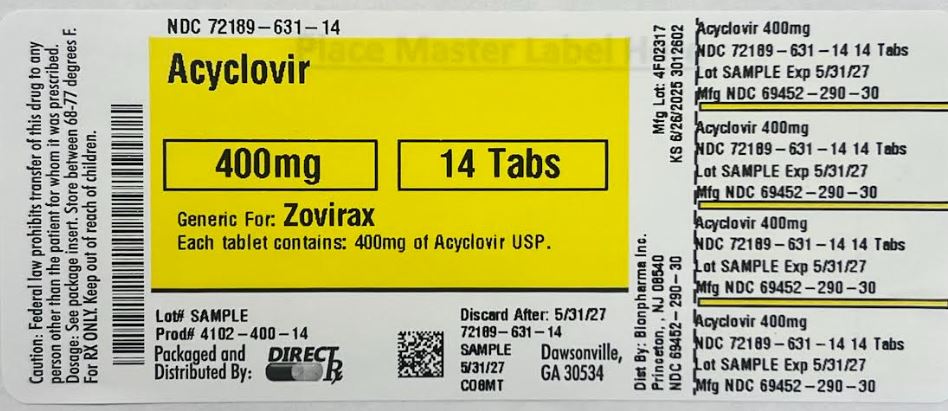 Caution: Federal law prohibits transfer of this drug to any
person other than the patient for whom it was prescribed.
Dosage: See package insert. Store between 68-77 degrees F.
For RX ONLY. Keep out of reach of children.
NDC 72189-631-14
Place Master Label H
Acyclovir
400mg
14 Tabs
Generic For: Zovirax
Each tablet contains: 400mg of Acyclovir USP.
Lot# SAMPLE
Prod# 4102-400-14
Packaged and
Distributed By:
DIRECT Rx
Discard After: 5/31/27
72189-631-14
SAMPLE
5/31/27
CO8MT
Dawsonville,
GA 30534
Mfg Lot: 4F02317
KS 6/26/2025 3012602
Dist By: Bionpharma Inc.
Princeton, , NJ 08540
NDC 69452-290-30
Acyclovir 400mg
NDC 72189-631-14 14 Tabs
Lot SAMPLE Exp 5/31/27
Mfg NDC 69452-290-30
Acyclovir 400mg
NDC 72189-631-14 14 Tabs
Lot SAMPLE Exp 5/31/27
Mfg NDC 69452-290-30
Acyclovir 400mg
NDC 72189-631-14 14 Tabs
Lot SAMPLE Exp 5/31/27
Mfg NDC 69452-290-30
Acyclovir 400mg
NDC 72189-631-14 14 Tabs
Lot SAMPLE Exp 5/31/27
Mfg NDC 69452-290-30